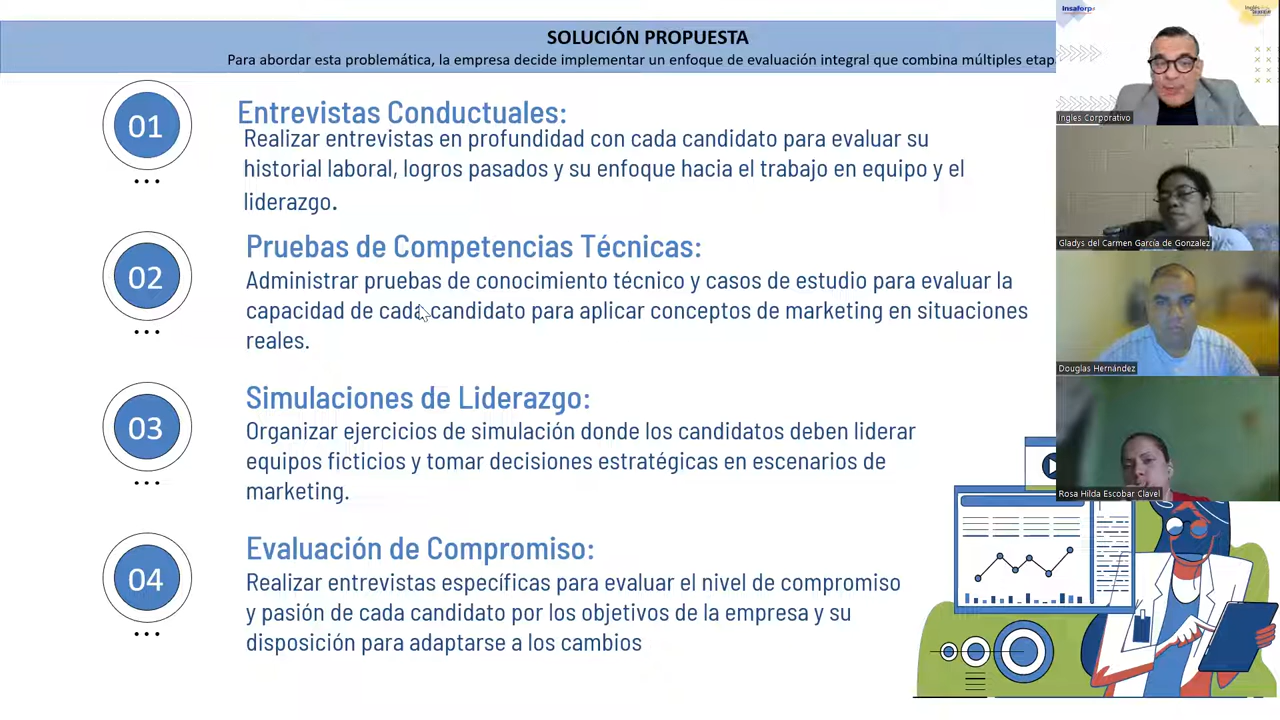 SOLUCIÓN PROPUESTA
Para abordar esta problemática, la empresa decide implementar un enfoque de evaluación integral que combina múltiples etap
01
Entrevistas Conductuales:
Realizar entrevistas en profundidad con cada candidato para evaluar su
historial laboral, logros pasados y su enfoque hacia el trabajo en equipo y el
liderazgo.
02
Pruebas de Competencias Técnicas:
Administrar pruebas de conocimiento técnico y casos de estudio para evaluar la
capacidad de cada candidato para aplicar conceptos de marketing en situaciones
reales.
03
Simulaciones de Liderazgo:
Organizar ejercicios de simulación donde los candidatos deben liderar
equipos ficticios y tomar decisiones estratégicas en escenarios de
marketing.
04
Evaluación de Compromiso:
Realizar entrevistas específicas para evaluar el nivel de compromiso
y pasión de cada candidato por los objetivos de la empresa y su
disposición para adaptarse a los cambios
Insaforp
Ingles Corporativo
Gladys del Carmen García de Gonzalez
Douglas Hernández
Rosa Hilda Escobar Clavel